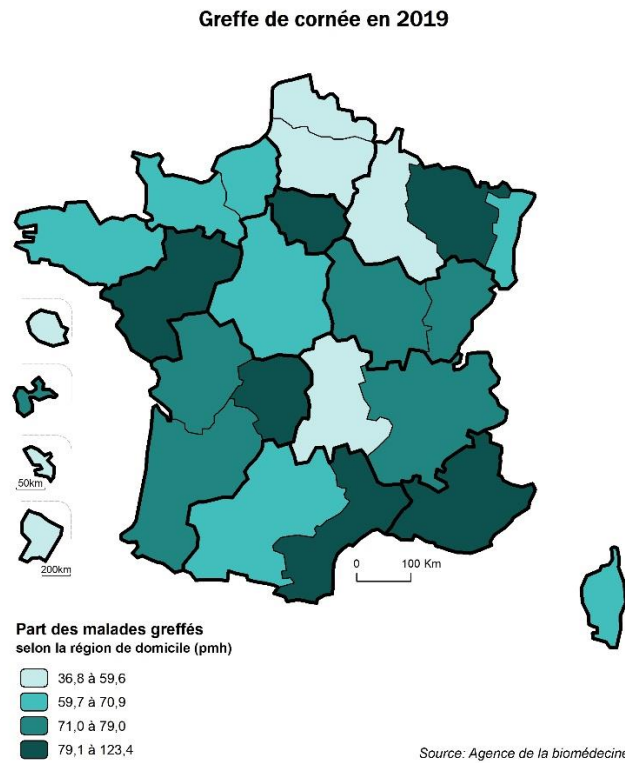 Greffe de cornée en 2019
50km
200km
0 100 Km
Part des malades greffés
selon la région de domicile (pmh)
36,8 à 59,6
59,7 à 70,9
71,0 à 79,0
79,1 à 123,4
Source: Agence de la biomédecine